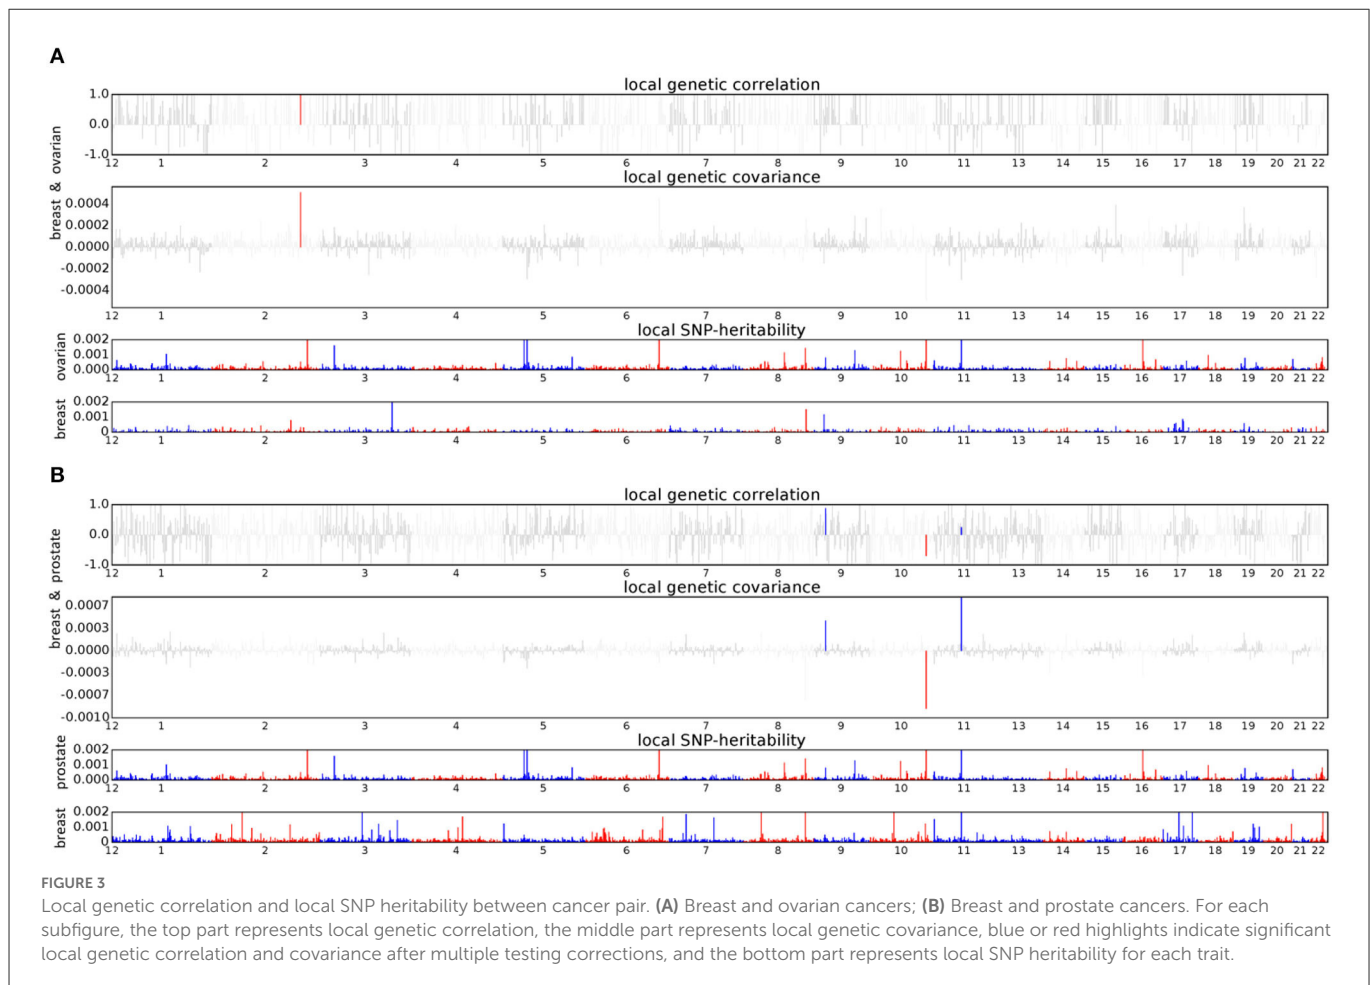 A
local genetic correlation
1.0
0.0
-1.0
12 1 2 3 4 5 6 7 8 9 10 11 13 14 15 16 17 18 19 20 21 22
breast & ovarian
local genetic covariance
0.0004
0.0002
0.0000
-0.0002
-0.0004
12 1 2 3 4 5 6 7 8 9 10 11 13 14 15 16 17 18 19 20 21 22
local SNP-heritability
ovarian
0.002
0.001
0.000
12 1 2 3 4 5 6 7 8 9 10 11 13 14 15 16 17 18 19 20 21 22
breast
0.002
0.001
0
12 1 2 3 4 5 6 7 8 9 10 11 13 14 15 16 17 18 19 20 21 22
B
local genetic correlation
1.0
0.0
-1.0
12 1 2 3 4 5 6 7 8 9 10 11 13 14 15 16 17 18 19 20 21 22
breast & prostate
local genetic covariance
0.0007
0.0003
0.0000
-0.0003
-0.0007
-0.0010
12 1 2 3 4 5 6 7 8 9 10 11 13 14 15 16 17 18 19 20 21 22
local SNP-heritability
prostate
0.002
0.001
0.000
12 1 2 3 4 5 6 7 8 9 10 11 13 14 15 16 17 18 19 20 21 22
breast
0.002
0.001
0
12 1 2 3 4 5 6 7 8 9 10 11 13 14 15 16 17 18 19 20 21 22
FIGURE 3
Local genetic correlation and local SNP heritability between cancer pair. (A) Breast and ovarian cancers; (B) Breast and prostate cancers. For each
subfigure, the top part represents local genetic correlation, the middle part represents local genetic covariance, blue or red highlights indicate significant
local genetic correlation and covariance after multiple testing corrections, and the bottom part represents local SNP heritability for each trait.